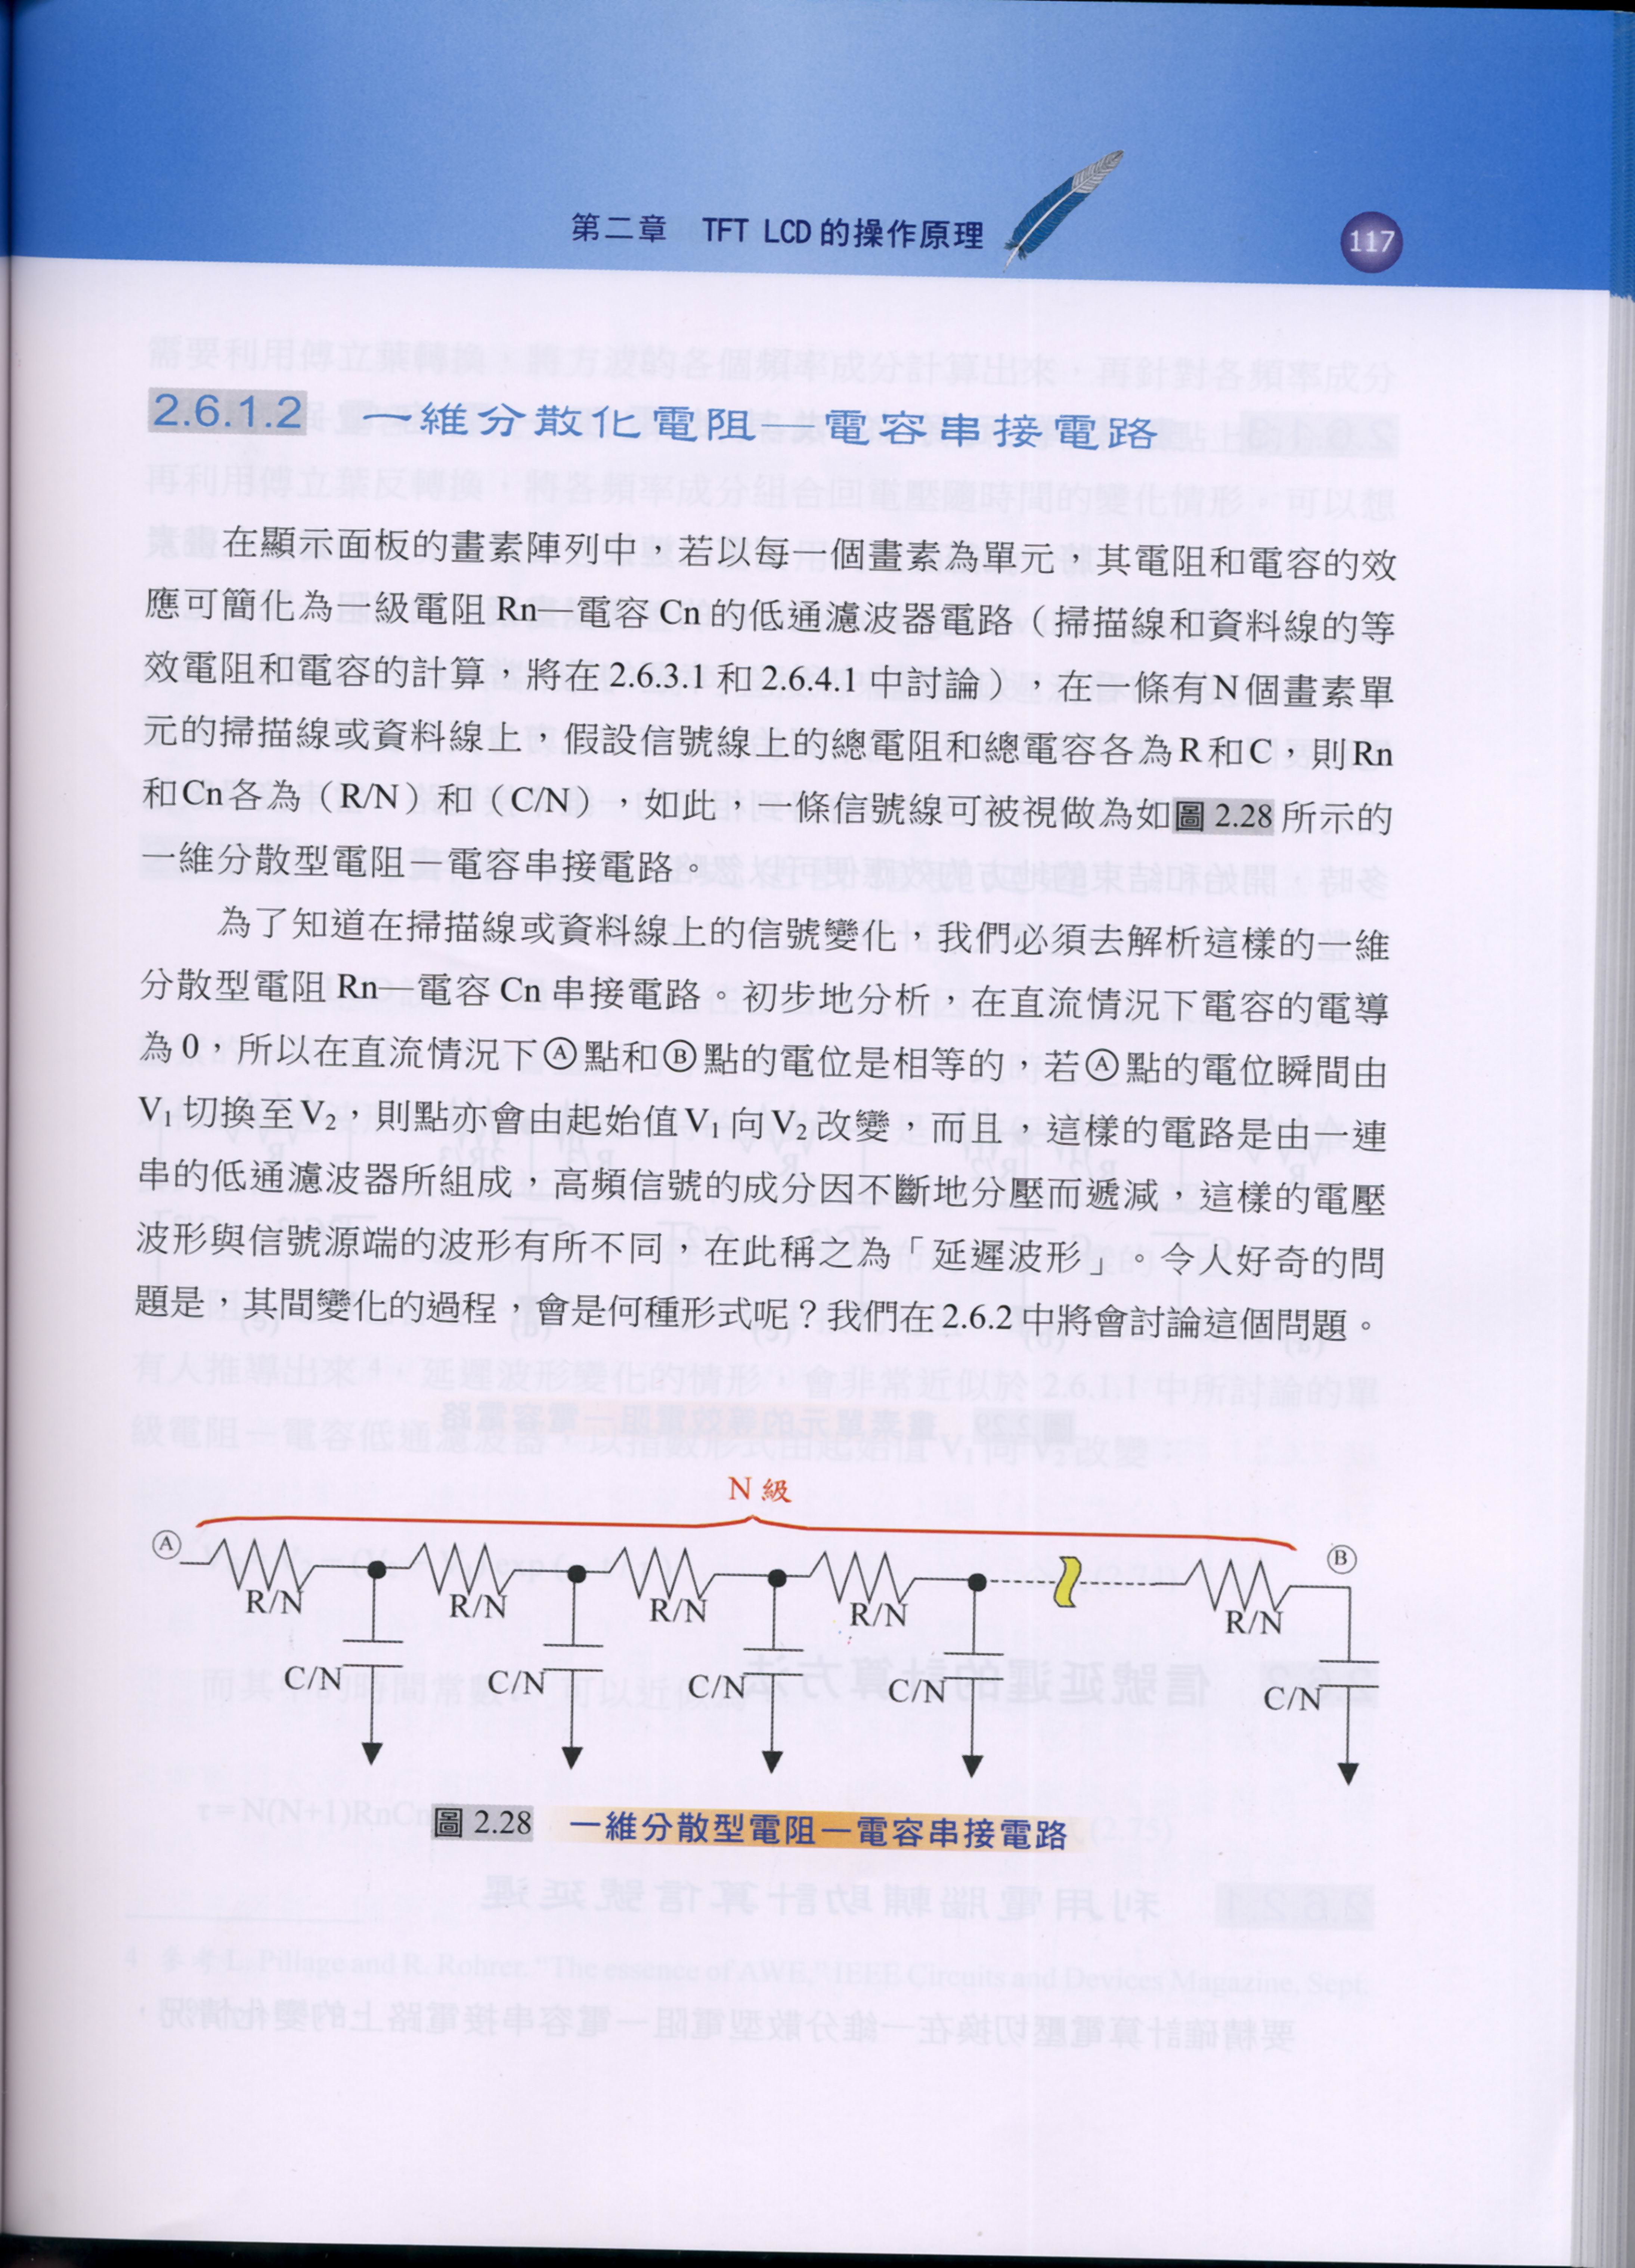 第二章 TFT LCD的操作原理
117
2.6.1.2 一維分散化電阻—電容串接電路
在顯示面板的畫素陣列中，若以每一個畫素為單元，其電阻和電容的效
應可簡化為一級電阻Rn—電容Cn的低通濾波器電路（掃描線和資料線的等
效電阻和電容的計算，將在2.6.3.1和2.6.4.1中討論），在一條有N個畫素單
元的掃描線或資料線上，假設信號線上的總電阻和總電容各為R和C，則Rn
和Cn各為（R/N）和（C/N），如此，一條信號線可被視做為如圖2.28所示的
一維分散型電阻—電容串接電路。
為了知道在掃描線或資料線上的信號變化，我們必須去解析這樣的一維
分散型電阻Rn—電容Cn串接電路。初步地分析，在直流情況下電容的電導
為0，所以在直流情況下Ⓐ點和Ⓑ點的電位是相等的，若Ⓐ點的電位瞬間由
V₁切換至V₂，則點亦會由起始值V₁向V₂改變，而且，這樣的電路是由一連
串的低通濾波器所組成，高頻信號的成分因不斷地分壓而遞減，這樣的電壓
波形與信號源端的波形有所不同，在此稱之為「延遲波形」。令人好奇的問
題是，其間變化的過程，會是何種形式呢？我們在2.6.2中將會討論這個問題。
N級
Ⓐ
Ⓑ
R/N
R/N
R/N
R/N
R/N
C/N
C/N
C/N
C/N
C/N
圖2.28 一維分散型電阻—電容串接電路